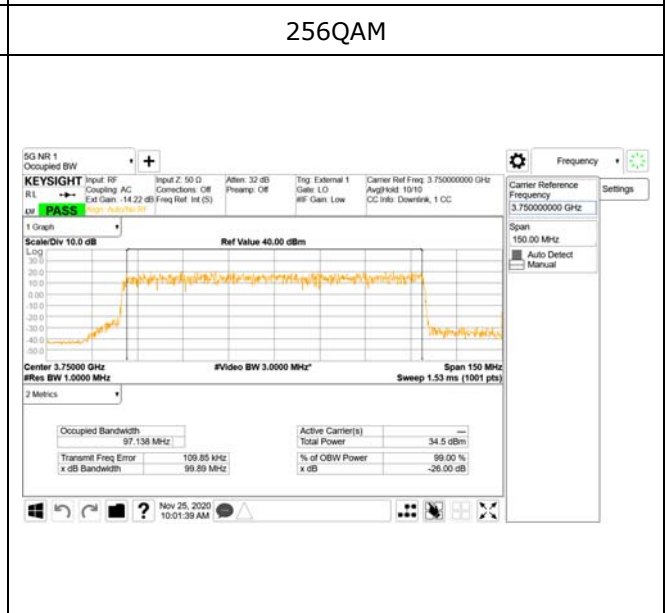 256QAM
5G NR 1
Occupied BW
+
Frequency
KEYSIGHT
RL
PASS
Input: RF
Coupling: AC
Ext Gain: -14.22 dB
Align: Auto/No RF
Input Z: 50 Ω
Corrections: Off
Freq Ref: Int (S)
Atten: 32 dB
Preamp: Off
Trig: External 1
Gate: LO
#IF Gain: Low
Carrier Ref Freq: 3.750000000 GHz
Avg|Hold: 10/10
CC Info: Downlink, 1 CC
Carrier Reference
Frequency
3.750000000 GHz
Settings
Span
150.00 MHz
Auto Detect
Manual
1 Graph
Scale/Div 10.0 dB
Ref Value 40.00 dBm
Log
30.0
20.0
10.0
0.00
-10.0
-20.0
-30.0
-40.0
-50.0
Center 3.75000 GHz
#Video BW 3.0000 MHz*
Span 150 MHz
#Res BW 1.0000 MHz
Sweep 1.53 ms (1001 pts)
2 Metrics
Occupied Bandwidth
97.138 MHz
Active Carrier(s)
---
Total Power
34.5 dBm
Transmit Freq Error
109.85 kHz
% of OBW Power
99.00 %
x dB Bandwidth
99.89 MHz
x dB
-26.00 dB
?
Nov 25, 2020
10:01:39 AM